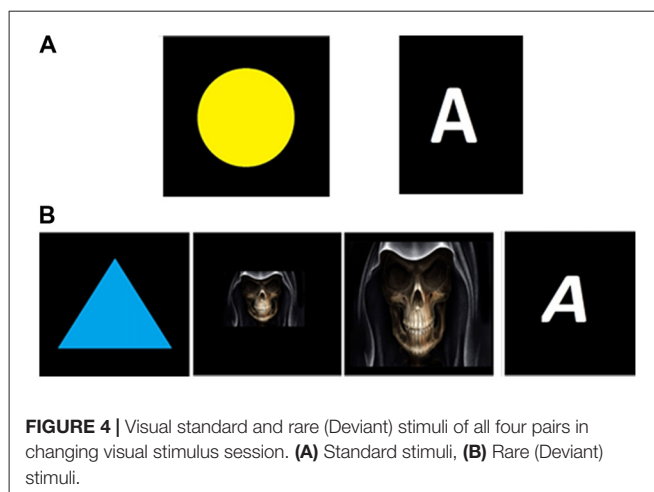 A
A
B
A
FIGURE 4 | Visual standard and rare (Deviant) stimuli of all four pairs in
changing visual stimulus session. (A) Standard stimuli, (B) Rare (Deviant)
stimuli.